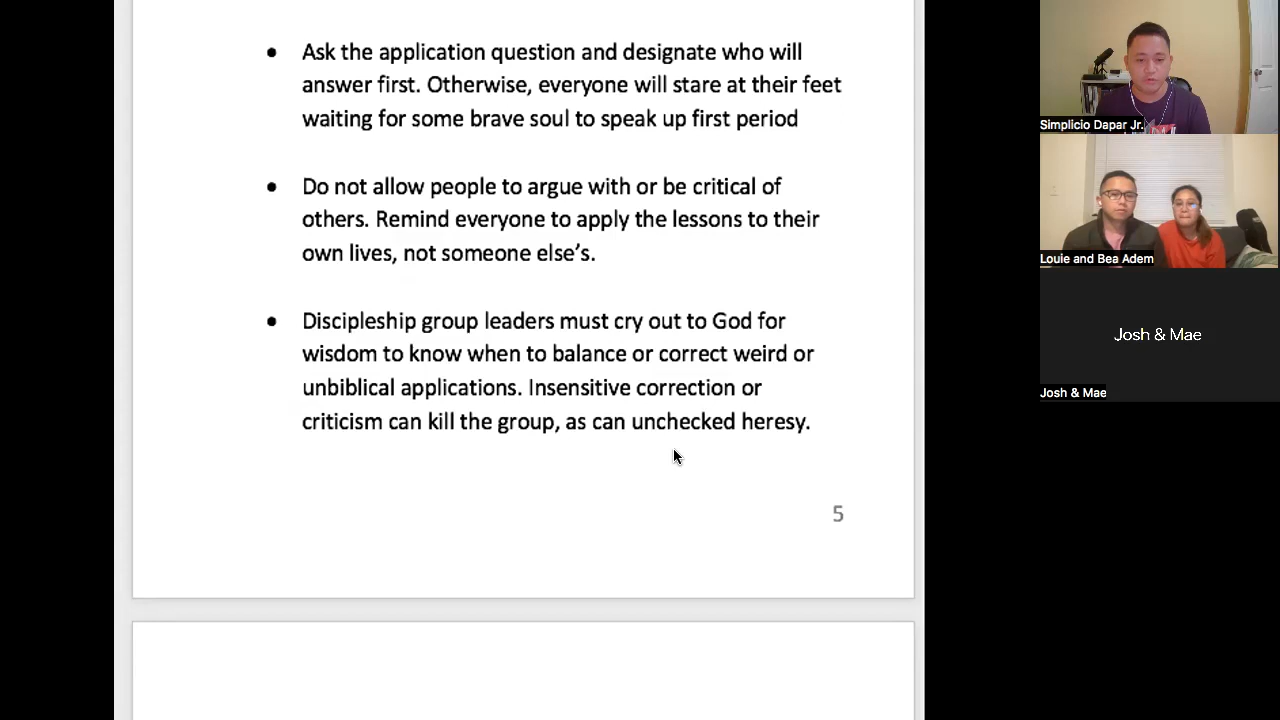 • Ask the application question and designate who will
answer first. Otherwise, everyone will stare at their feet
waiting for some brave soul to speak up first period
• Do not allow people to argue with or be critical of
others. Remind everyone to apply the lessons to their
own lives, not someone else’s.
• Discipleship group leaders must cry out to God for
wisdom to know when to balance or correct weird or
unbiblical applications. Insensitive correction or
criticism can kill the group, as can unchecked heresy.
5
Simplicio Dapar Jr.
Louie and Bea Adem
Josh & Mae
Josh & Mae